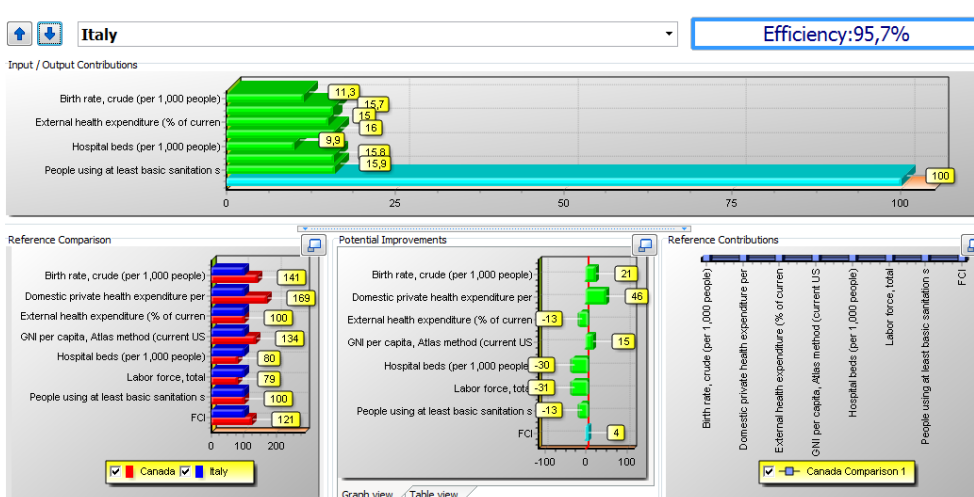 Italy
Efficiency:95,7%
Input / Output Contributions
Birth rate, crude (per 1,000 people)
External health expenditure (% of curren
Hospital beds (per 1,000 people)
People using at least basic sanitation s
11,3
15,7
15
16
9,9
15,8
15,9
100
0 25 50 75 100
Reference Comparison
Birth rate, crude (per 1,000 people) 141
Domestic private health expenditure per 169
External health expenditure (% of curren 100
GNI per capita, Atlas method (current US 134
Hospital beds (per 1,000 people) 80
Labor force, total 79
People using at least basic sanitation s 100
FCI 121
0 100 200
Canada Italy
Potential Improvements
Birth rate, crude (per 1,000 people) 21
Domestic private health expenditure per 46
External health expenditure (% of curren -13
GNI per capita, Atlas method (current US 15
Hospital beds (per 1,000 people -30
Labor force, tota -31
People using at least basic sanitation s -13
FCI 4
-100 0 100
Graph view Table view
Reference Contributions
Birth rate, crude (per 1,000 people)
Domestic private health expenditure per
External health expenditure (% of curren
GNI per capita, Atlas method (current US
Hospital beds (per 1,000 people)
Labor force, total
People using at least basic sanitation s
FCI
Canada Comparison 1